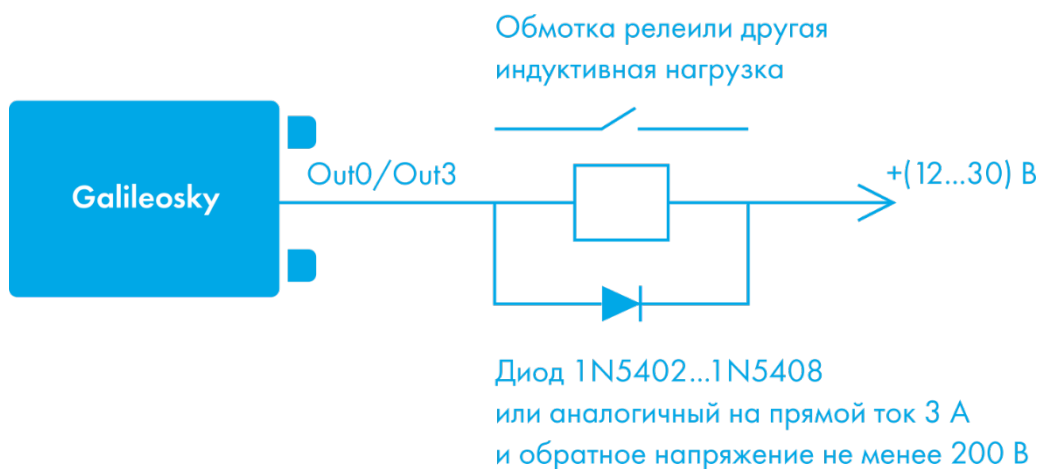 Обмотка релеили другая
индуктивная нагрузка
Galileosky
Out0/Out3
+(12...30) В
Диод 1N5402...1N5408
или аналогичный на прямой ток 3 А
и обратное напряжение не менее 200 В